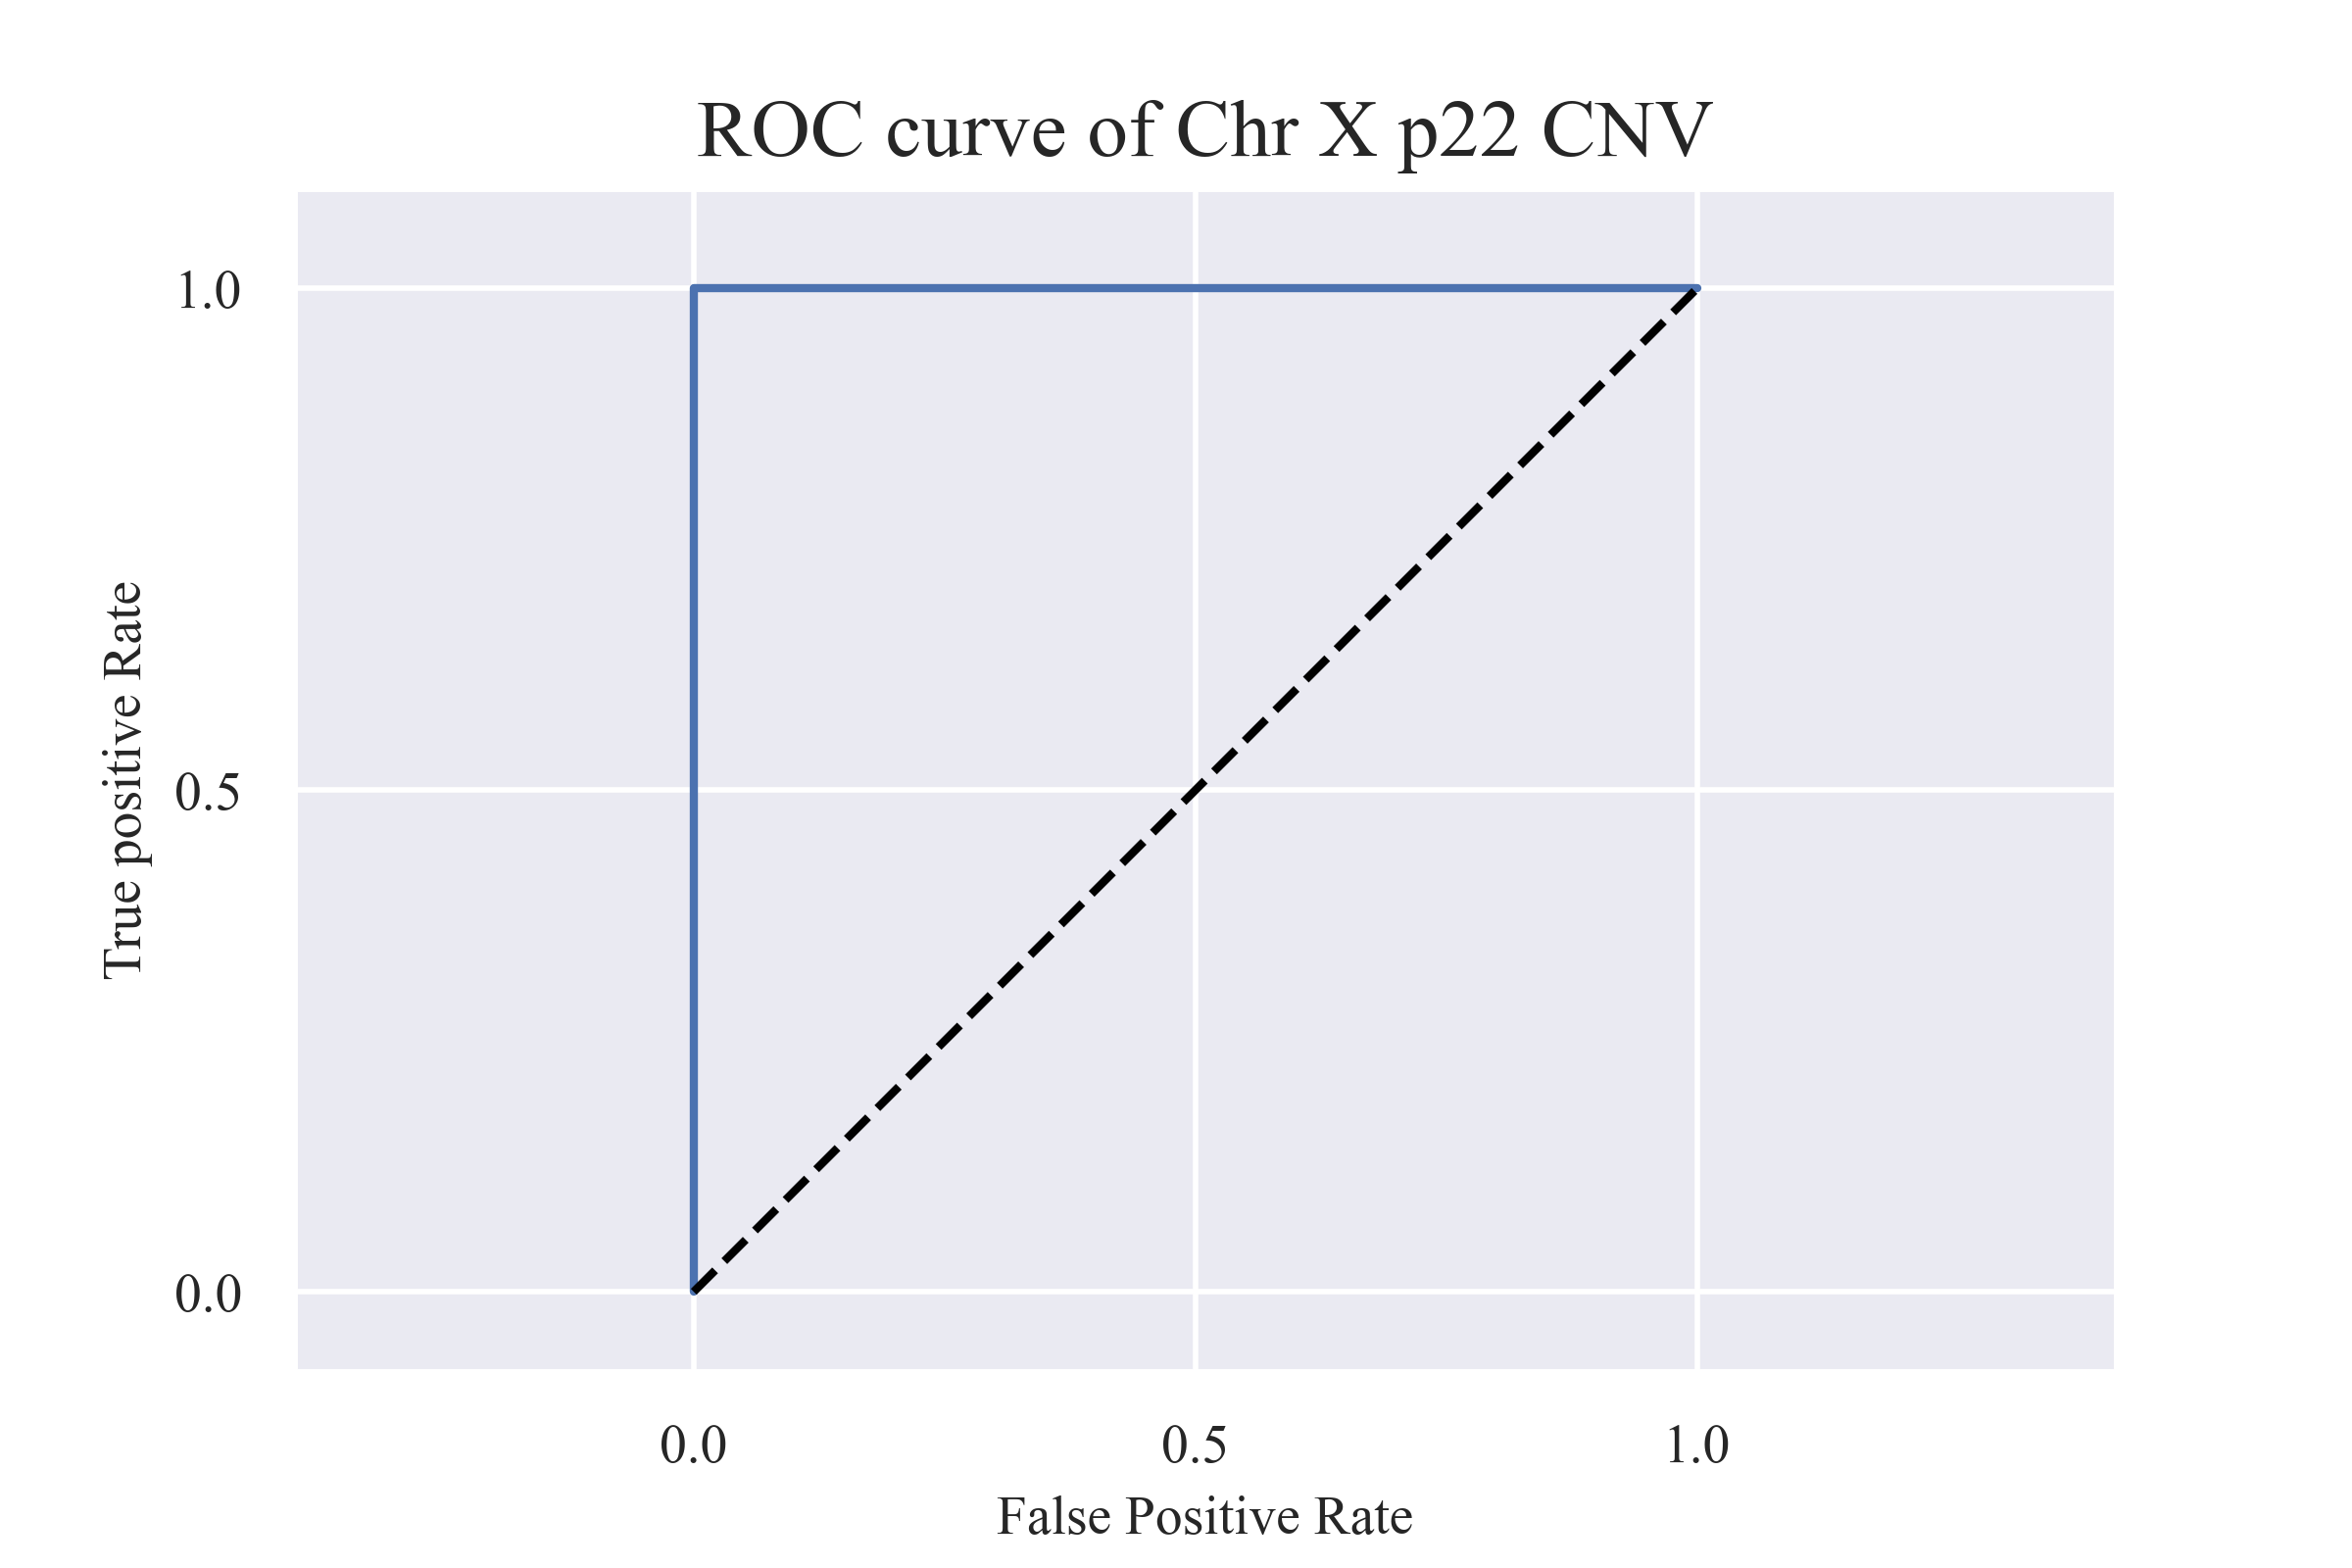 ROC curve of Chr X p22 CNV
1.0
0.5
0.0
True positive Rate
0.0 0.5 1.0
False Positive Rate